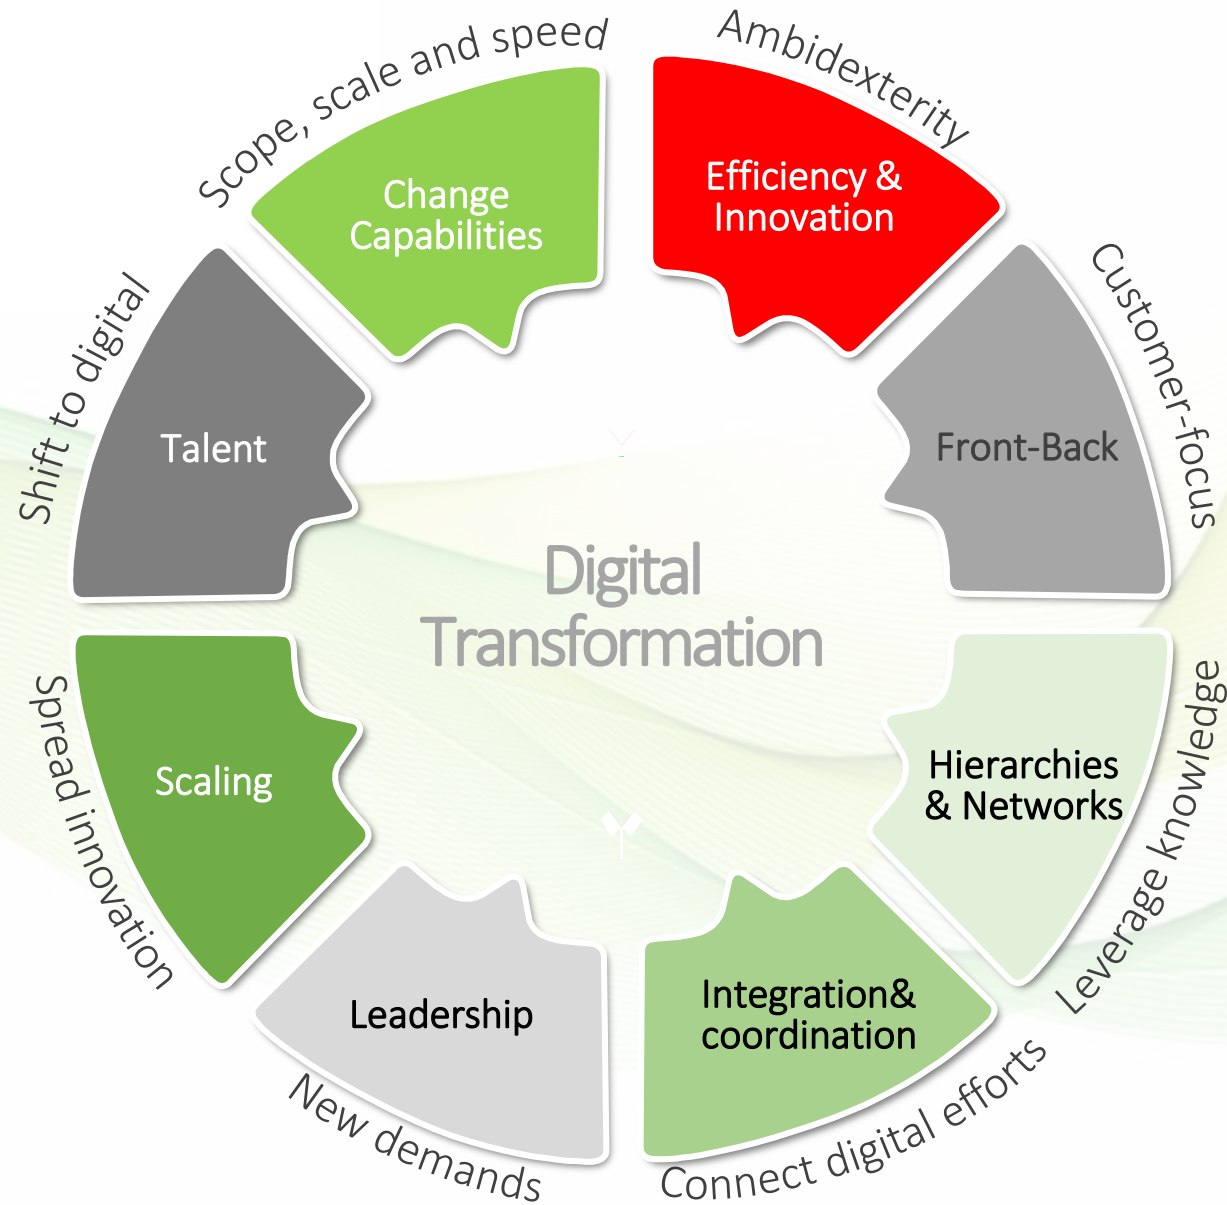 Scope, scale and speed
Ambidexterity
Change
Capabilities
Efficiency &
Innovation
Shift to digital
Talent
Front-Back
Customer-focus
Digital
Transformation
Spread innovation
Scaling
Hierarchies
& Networks
Leverage knowledge
Leadership
Integration&
coordination
New demands
Connect digital efforts